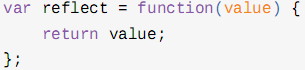 var reflect = function(value) {
    return value;
};